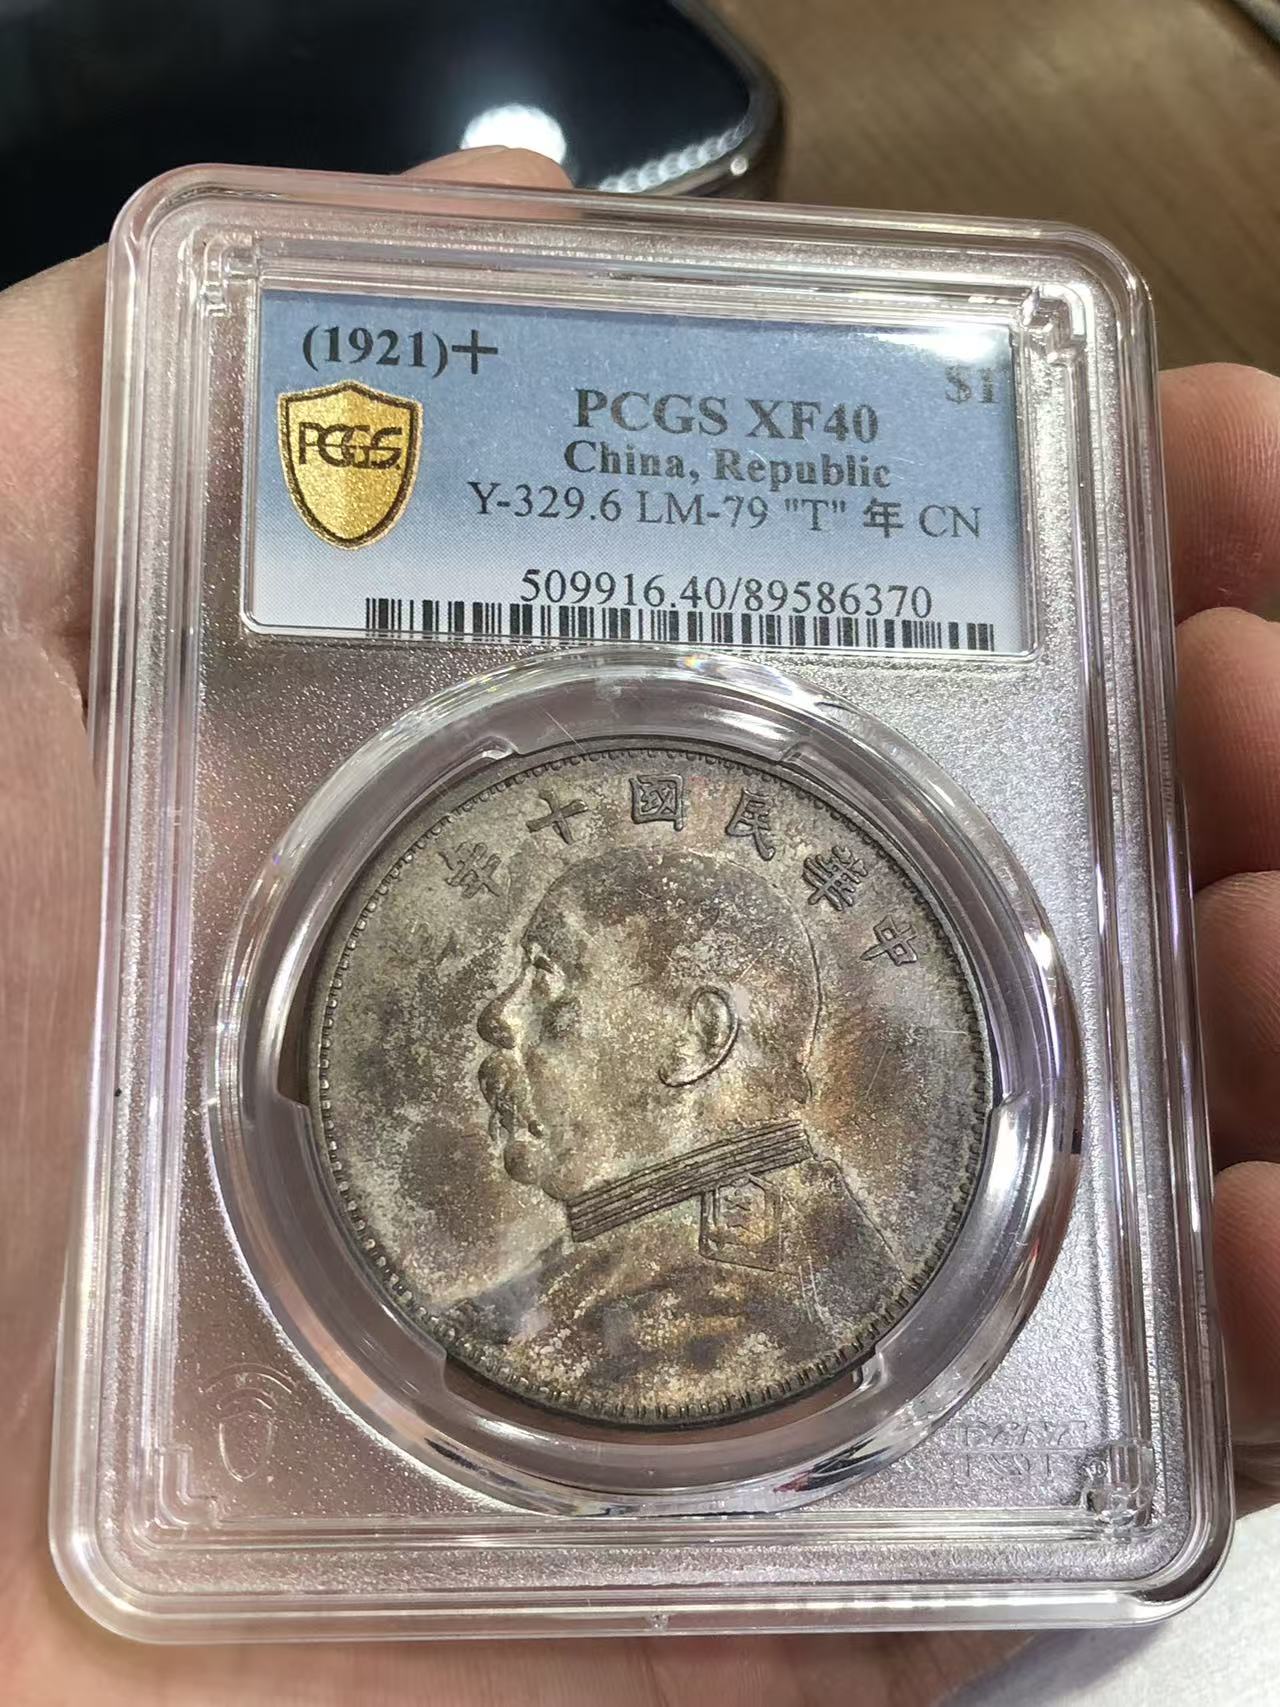 (1921)+
$1
PCGS
PCGS XF40
China, Republic
Y-329.6 LM-79 "T" 年 CN
509916.40/89586370
中華民國十年